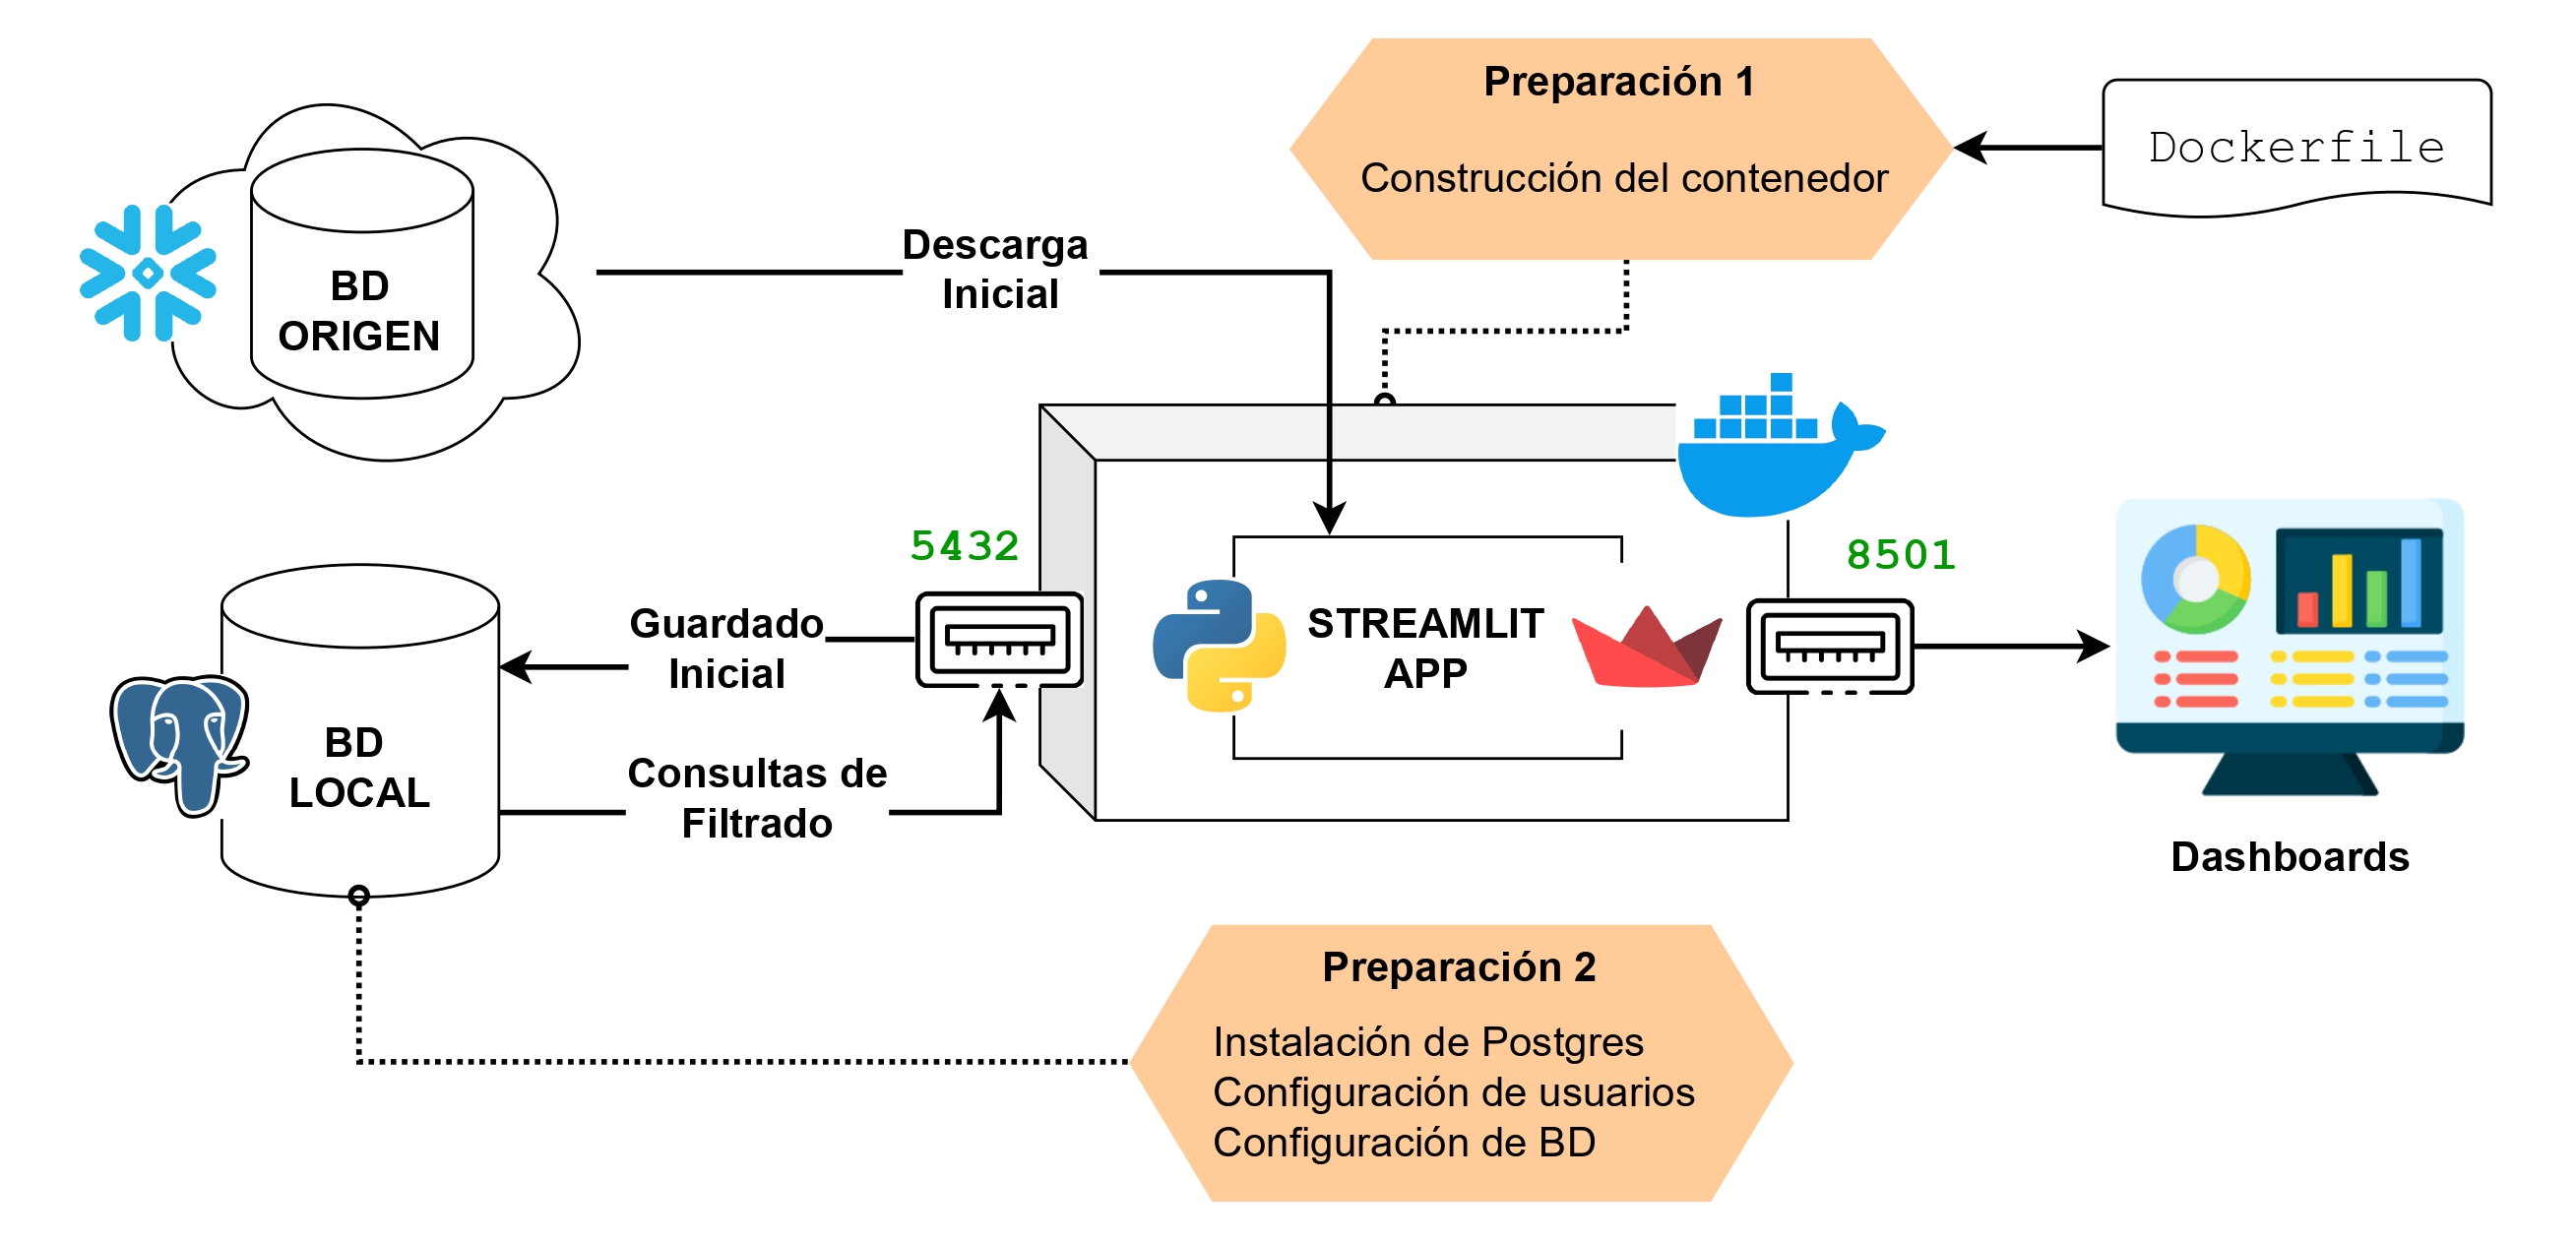 Preparación 1
Construcción del contenedor
Dockerfile
BD
ORIGEN
Descarga
Inicial
5432
8501
Guardado
Inicial
STREAMLIT
APP
BD
LOCAL
Consultas de
Filtrado
Dashboards
Preparación 2
Instalación de Postgres
Configuración de usuarios
Configuración de BD